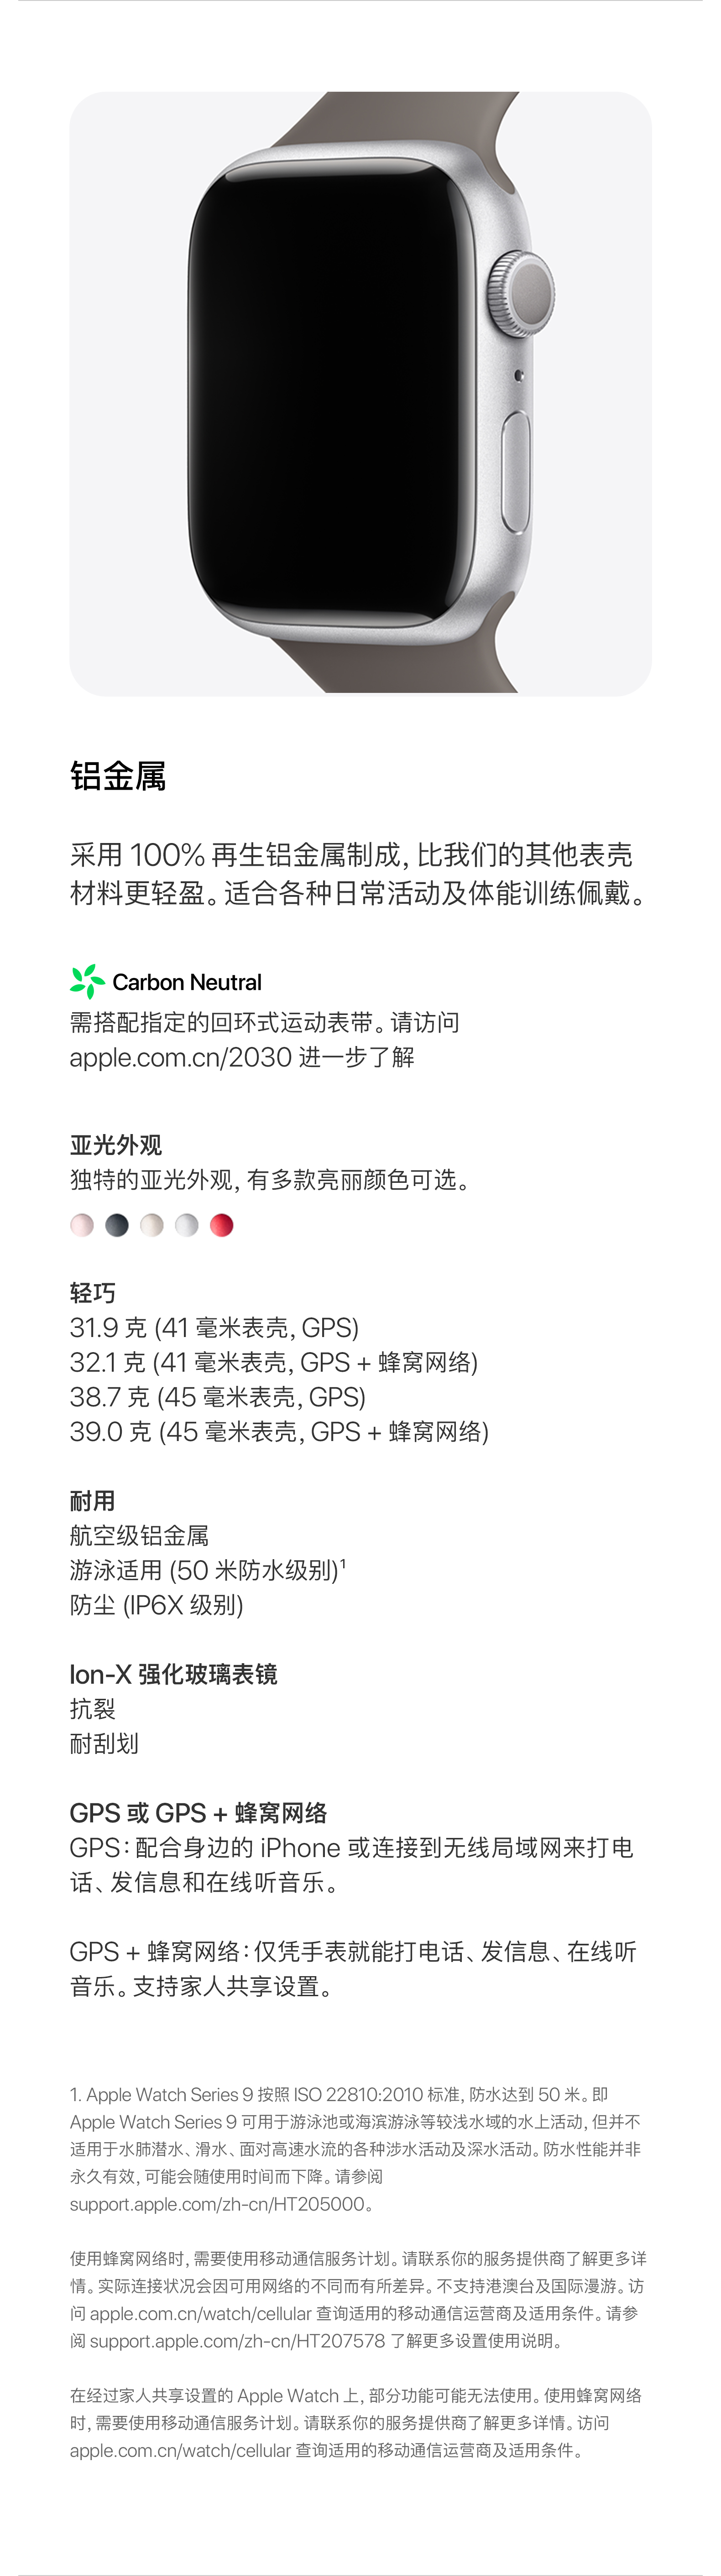 铝金属
采用 100% 再生铝金属制成，比我们的其他表壳
材料更轻盈。适合各种日常活动及体能训练佩戴。
Carbon Neutral
需搭配指定的回环式运动表带。请访问
apple.com.cn/2030 进一步了解
亚光外观
独特的亚光外观，有多款亮丽颜色可选。
轻巧
31.9 克 (41 毫米表壳，GPS)
32.1 克 (41 毫米表壳，GPS + 蜂窝网络)
38.7 克 (45 毫米表壳，GPS)
39.0 克 (45 毫米表壳，GPS + 蜂窝网络)
耐用
航空级铝金属
游泳适用 (50 米防水级别)¹
防尘 (IP6X 级别)
Ion-X 强化玻璃表镜
抗裂
耐刮划
GPS 或 GPS + 蜂窝网络
GPS：配合身边的 iPhone 或连接到无线局域网来打电
话、发信息和在线听音乐。
GPS + 蜂窝网络：仅凭手表就能打电话、发信息、在线听
音乐。支持家人共享设置。
1. Apple Watch Series 9 按照 ISO 22810:2010 标准，防水达到 50 米。即
Apple Watch Series 9 可用于游泳池或海滨游泳等较浅水域的水上活动，但并不
适用于水肺潜水、滑水、面对高速水流的各种涉水活动及深水活动。防水性能并非
永久有效，可能会随使用时间而下降。请参阅
support.apple.com/zh-cn/HT205000。
使用蜂窝网络时，需要使用移动通信服务计划。请联系你的服务提供商了解更多详
情。实际连接状况会因可用网络的不同而有所差异。不支持港澳台及国际漫游。访
问 apple.com.cn/watch/cellular 查询适用的移动通信运营商及适用条件。请参
阅 support.apple.com/zh-cn/HT207578 了解更多设置使用说明。
在经过家人共享设置的 Apple Watch 上，部分功能可能无法使用。使用蜂窝网络
时，需要使用移动通信服务计划。请联系你的服务提供商了解更多详情。访问
apple.com.cn/watch/cellular 查询适用的移动通信运营商及适用条件。